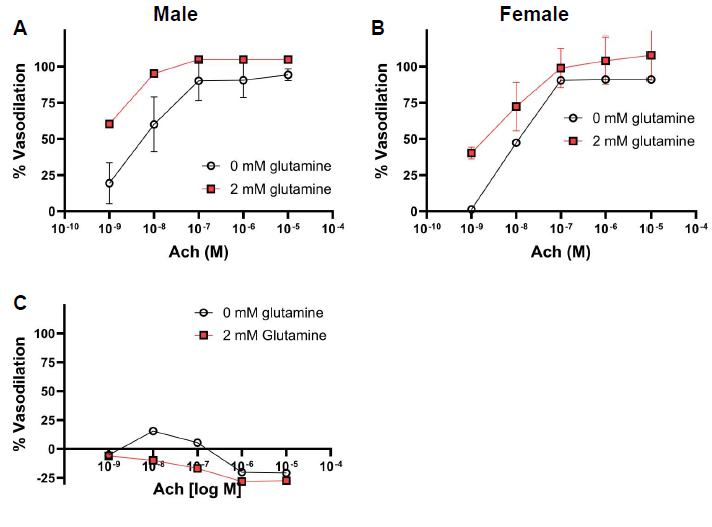 Male
Female
A
B
% Vasodilation
100
75
50
25
0
0 mM glutamine
2 mM glutamine
10-10
10-9
10-8
10-7
10-6
10-5
10-4
Ach (M)
% Vasodilation
100
75
50
25
0
0 mM glutamine
2 mM glutamine
10-10
10-9
10-8
10-7
10-6
10-5
10-4
Ach (M)
C
% Vasodilation
100
75
50
25
0
-25
0 mM glutamine
2 mM Glutamine
10-9
10-8
10-7
10-6
10-5
10-4
Ach [log M]